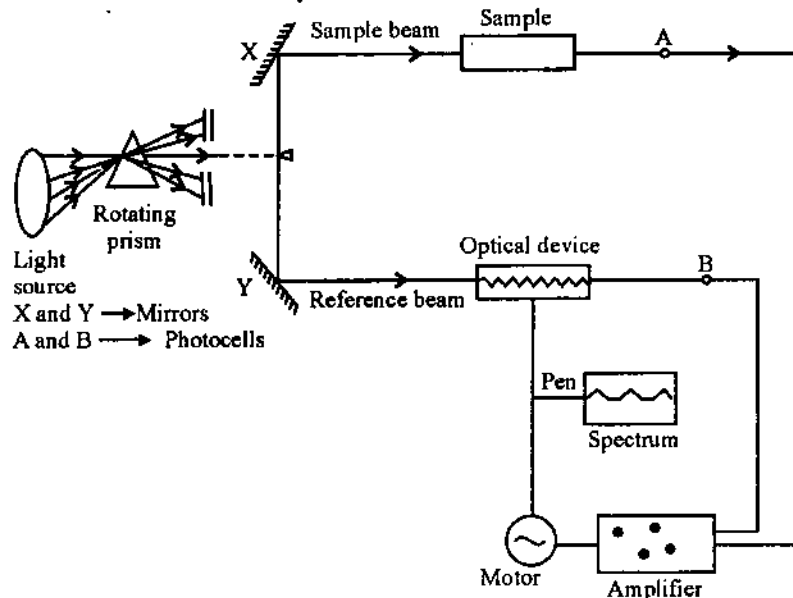 Sample
Sample beam
X
A
Rotating
prism
Light
source
Optical device
B
Y
Reference beam
X and Y → Mirrors
A and B → Photocells
Pen
Spectrum
Motor
Amplifier